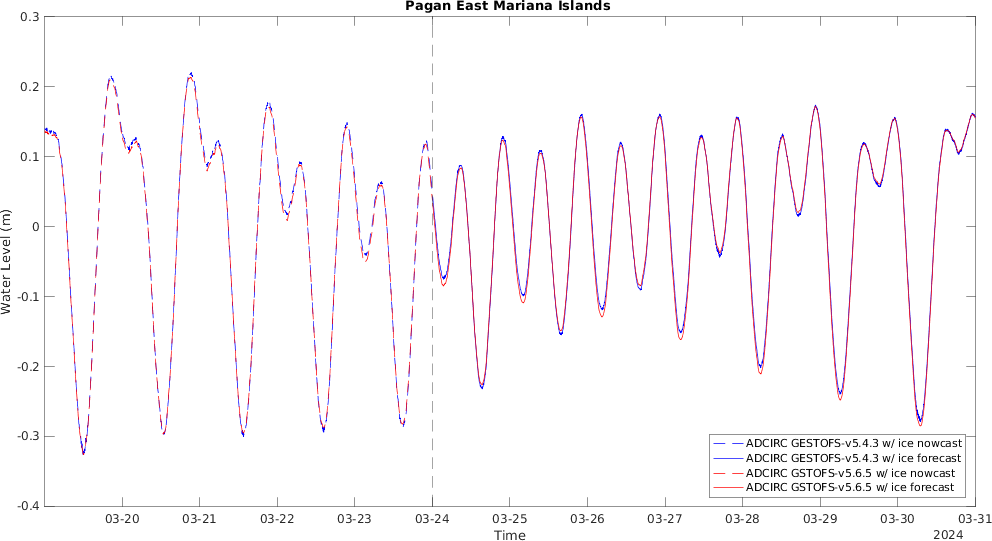 Pagan East Mariana Islands
0.3
0.2
0.1
0
-0.1
-0.2
-0.3
-0.4
Water Level (m)
ADCIRC GESTOFS-v5.4.3 w/ ice nowcast
ADCIRC GESTOFS-v5.4.3 w/ ice forecast
ADCIRC GSTOFS-v5.6.5 w/ ice nowcast
ADCIRC GSTOFS-v5.6.5 w/ ice forecast
03-20 03-21 03-22 03-23 03-24 03-25 03-26 03-27 03-28 03-29 03-30 03-31
Time
2024